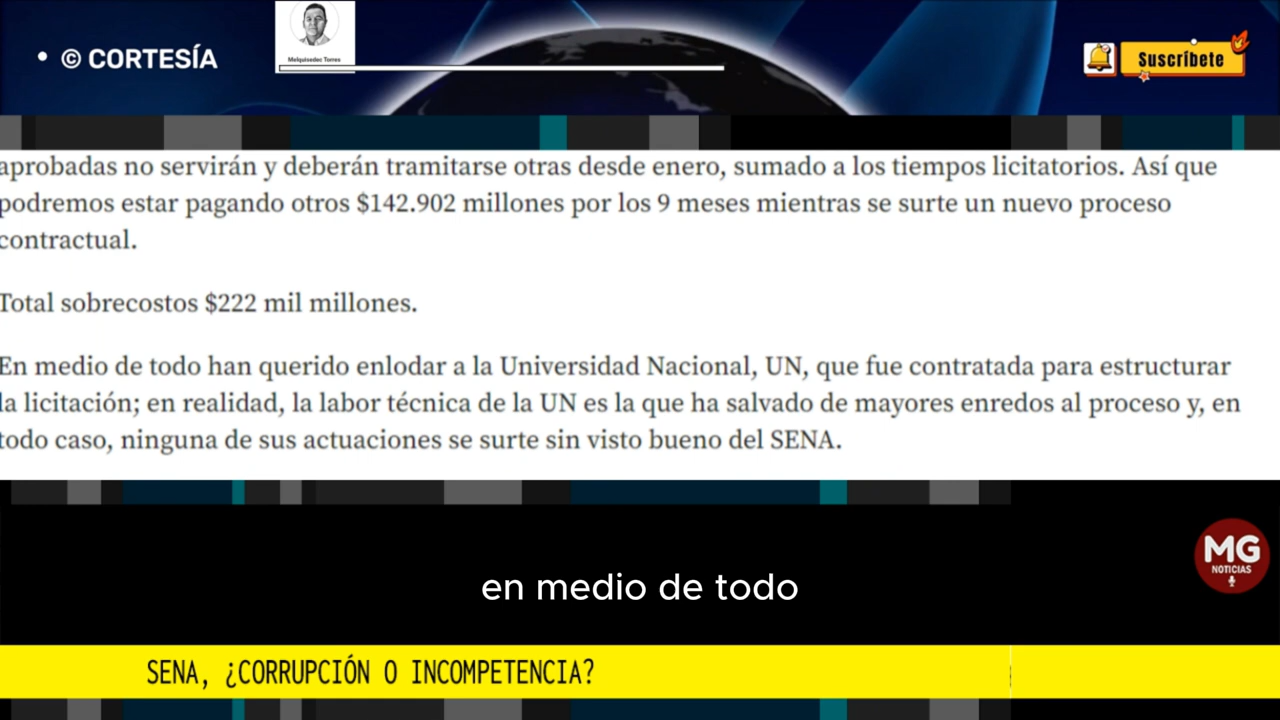 • © CORTESÍA
Melquisedec Torres
Suscríbete
aprobadas no servirán y deberán tramitarse otras desde enero, sumado a los tiempos licitatorios. Así que
podremos estar pagando otros $142.902 millones por los 9 meses mientras se surte un nuevo proceso
contractual.
Total sobrecostos $222 mil millones.
En medio de todo han querido enlodar a la Universidad Nacional, UN, que fue contratada para estructurar
la licitación; en realidad, la labor técnica de la UN es la que ha salvado de mayores enredos al proceso y, en
todo caso, ninguna de sus actuaciones se surte sin visto bueno del SENA.
MG
NOTICIAS
en medio de todo
SENA, ¿CORRUPCIÓN O INCOMPETENCIA?